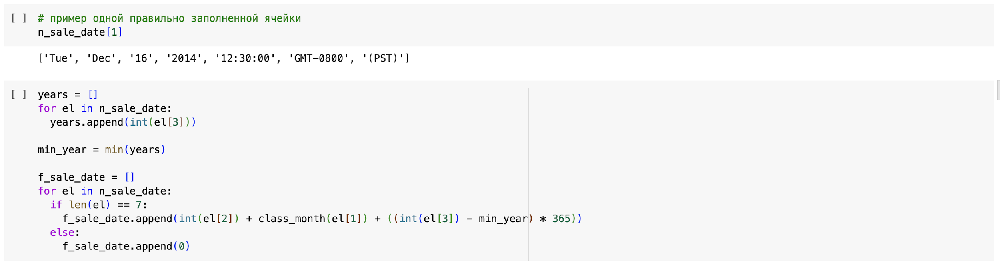 [ ] # пример одной правильно заполненной ячейки
n_sale_date[1]
['Tue', 'Dec', '16', '2014', '12:30:00', 'GMT-0800', '(PST)']
[ ] years = []
for el in n_sale_date:
  years.append(int(el[3]))
min_year = min(years)
f_sale_date = []
for el in n_sale_date:
  if len(el) == 7:
    f_sale_date.append(int(el[2]) + class_month(el[1]) + ((int(el[3]) - min_year) * 365))
  else:
    f_sale_date.append(0)